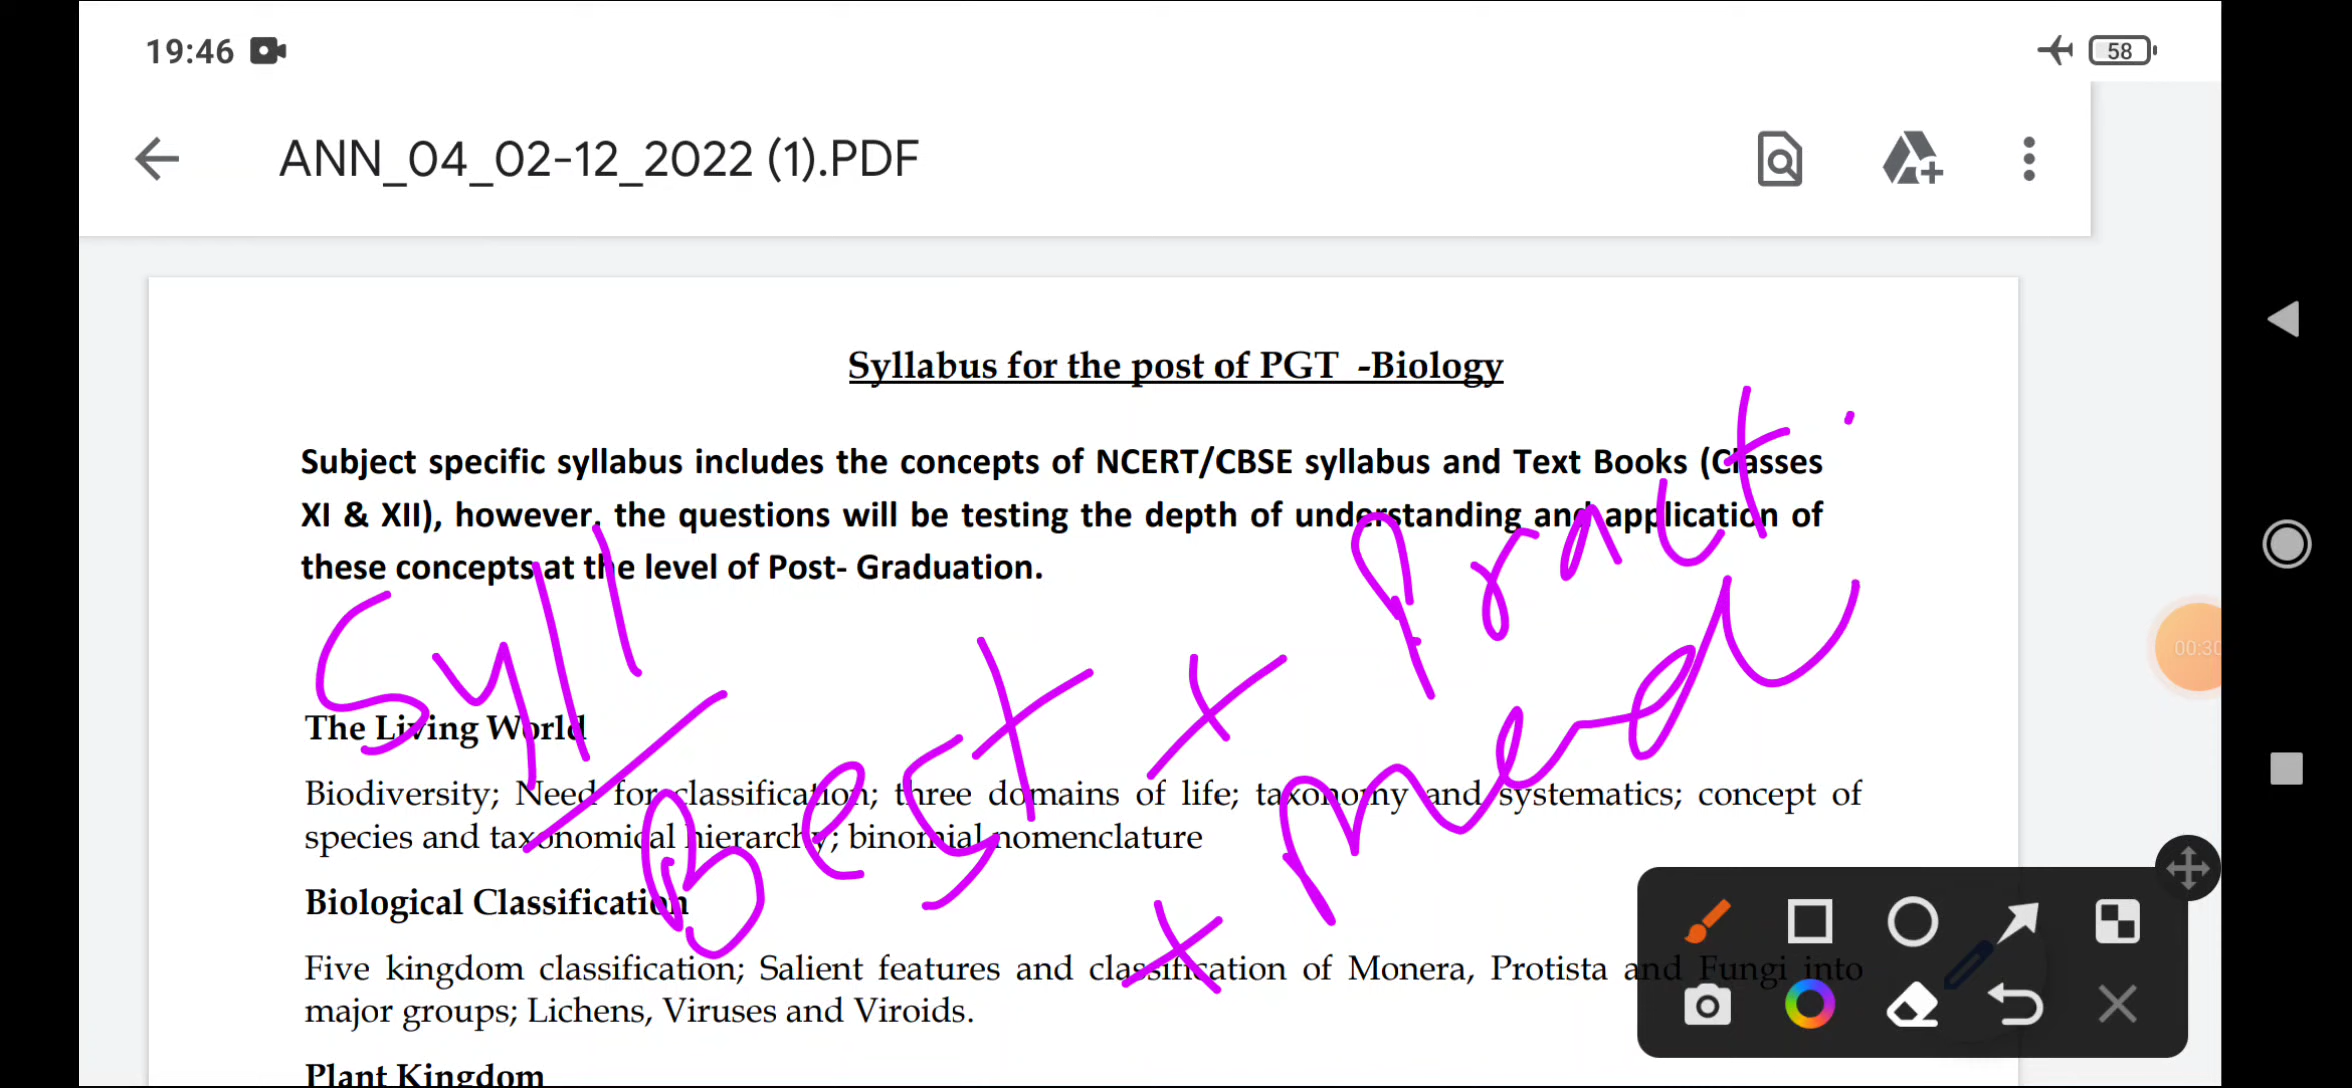 19:46
58
ANN_04_02-12_2022 (1).PDF
Syllabus for the post of PGT -Biology
Subject specific syllabus includes the concepts of NCERT/CBSE syllabus and Text Books (Classes
XI & XII), however, the questions will be testing the depth of understanding and application of
these concepts at the level of Post- Graduation.
Pract.
Syll
Best + Med
+
00:30
The Living World
Biodiversity; Need for classification; three domains of life; taxonomy and systematics; concept of
species and taxonomical hierarchy; binomial nomenclature
Biological Classification
Five kingdom classification; Salient features and classification of Monera, Protista and Fungi into
major groups; Lichens, Viruses and Viroids.
Plant Kingdom